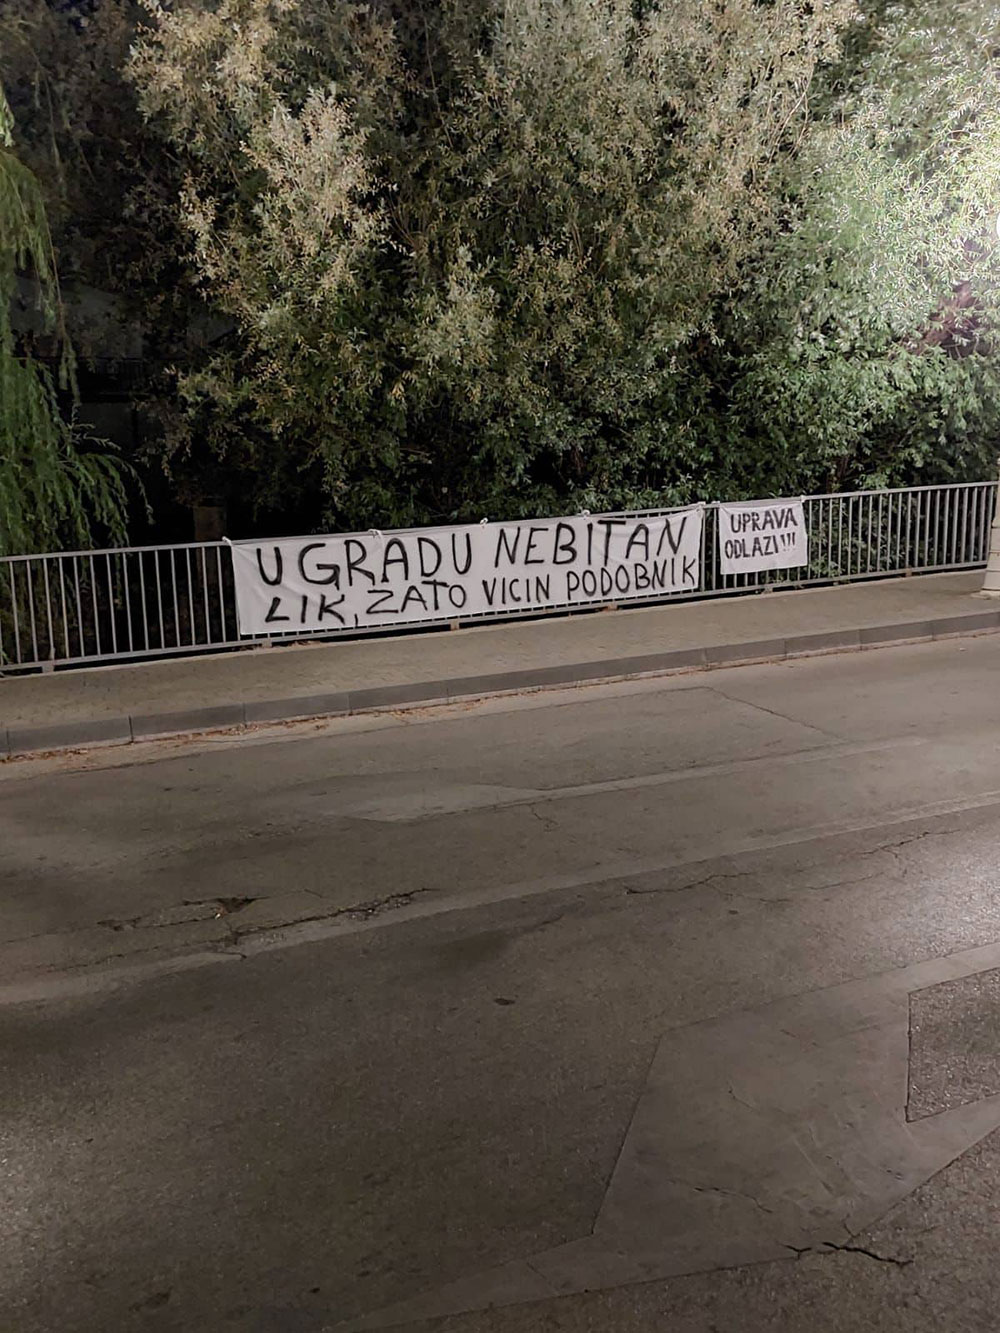 U GRADU NEBITAN
LIK, ZATO VICIN PODOBNIK
UPRAVA
ODLAZI!!!